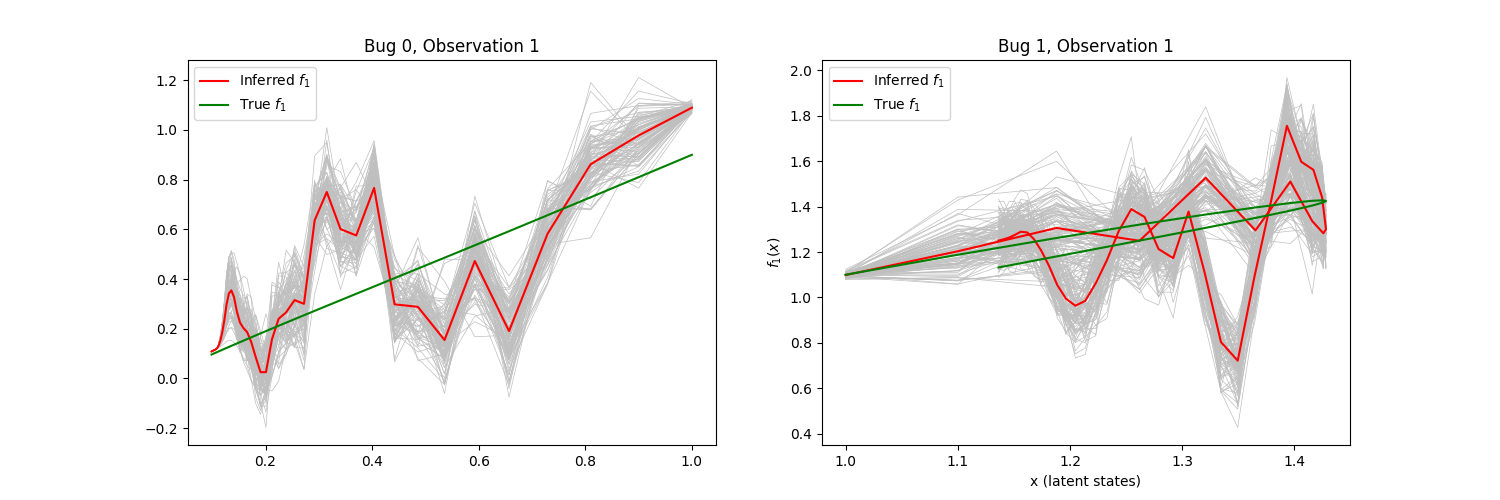 Bug 0, Observation 1
Inferred f₁
True f₁
1.2
1.0
0.8
0.6
0.4
0.2
0.0
−0.2
0.2 0.4 0.6 0.8 1.0
Bug 1, Observation 1
Inferred f₁
True f₁
f₁(x)
2.0
1.8
1.6
1.4
1.2
1.0
0.8
0.6
0.4
1.0 1.1 1.2 1.3 1.4
x (latent states)